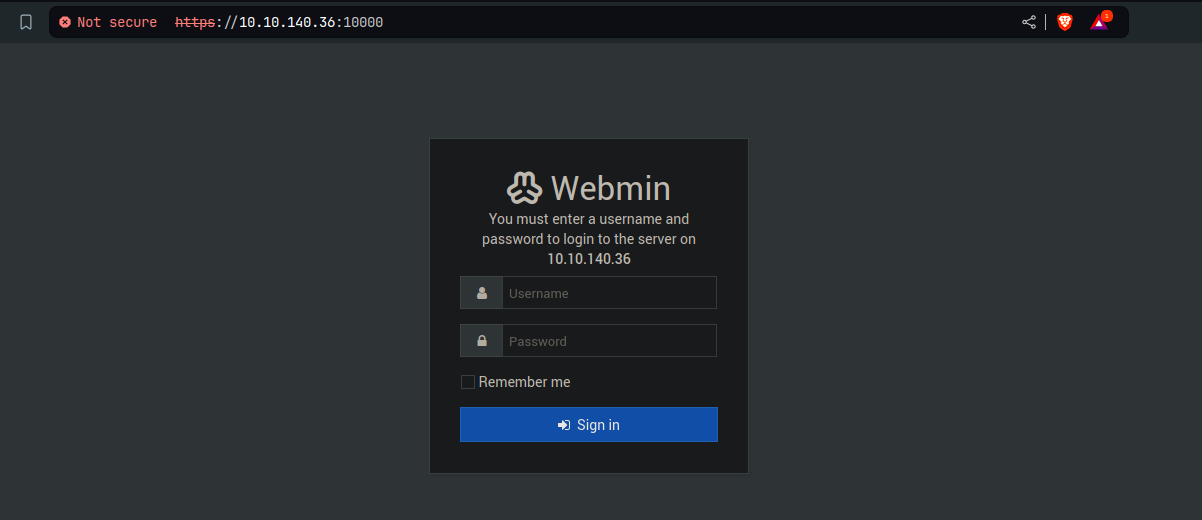 Not secure https://10.10.140.36:10000
1
Webmin
You must enter a username and
password to login to the server on
10.10.140.36
Username
Password
Remember me
Sign in